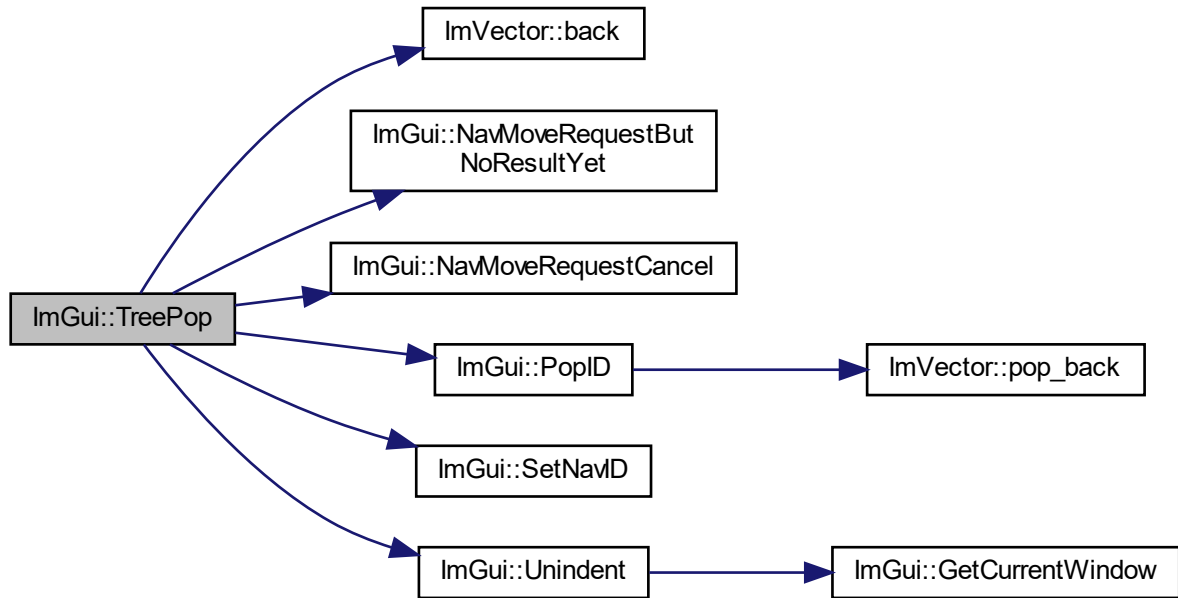 ImVector::back
ImGui::NavMoveRequestBut
NoResultYet
ImGui::NavMoveRequestCancel
ImGui::TreePop
ImGui::PopID
ImVector::pop_back
ImGui::SetNavID
ImGui::Unindent
ImGui::GetCurrentWindow